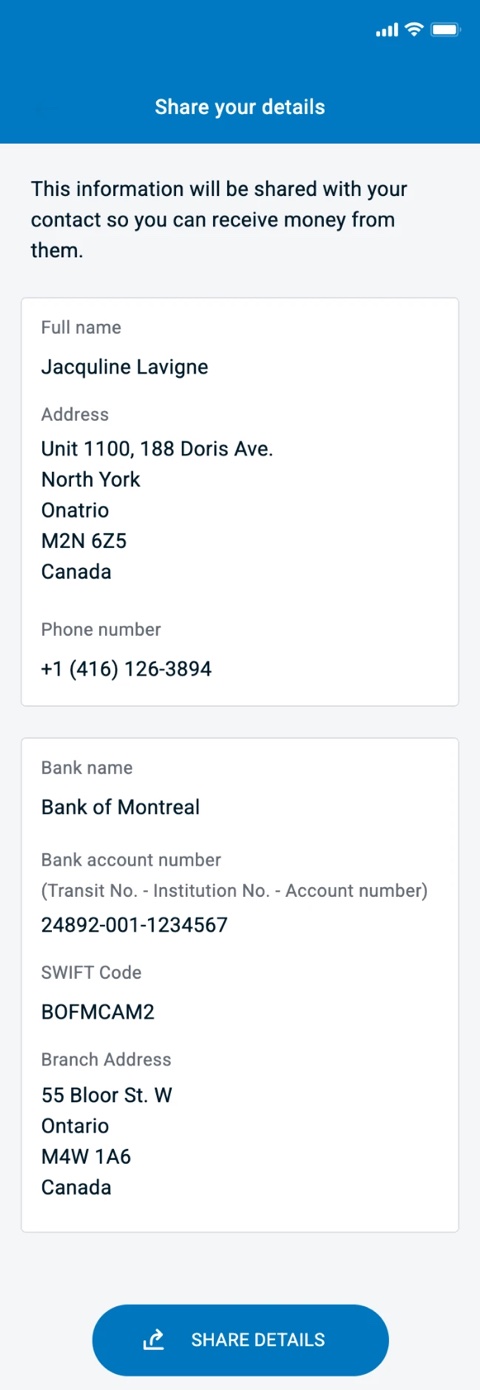 Share your details
This information will be shared with your
contact so you can receive money from
them.
Full name
Jacquline Lavigne
Address
Unit 1100, 188 Doris Ave.
North York
Onatrio
M2N 6Z5
Canada
Phone number
+1 (416) 126-3894
Bank name
Bank of Montreal
Bank account number
(Transit No. - Institution No. - Account number)
24892-001-1234567
SWIFT Code
BOFMCAM2
Branch Address
55 Bloor St. W
Ontario
M4W 1A6
Canada
SHARE DETAILS